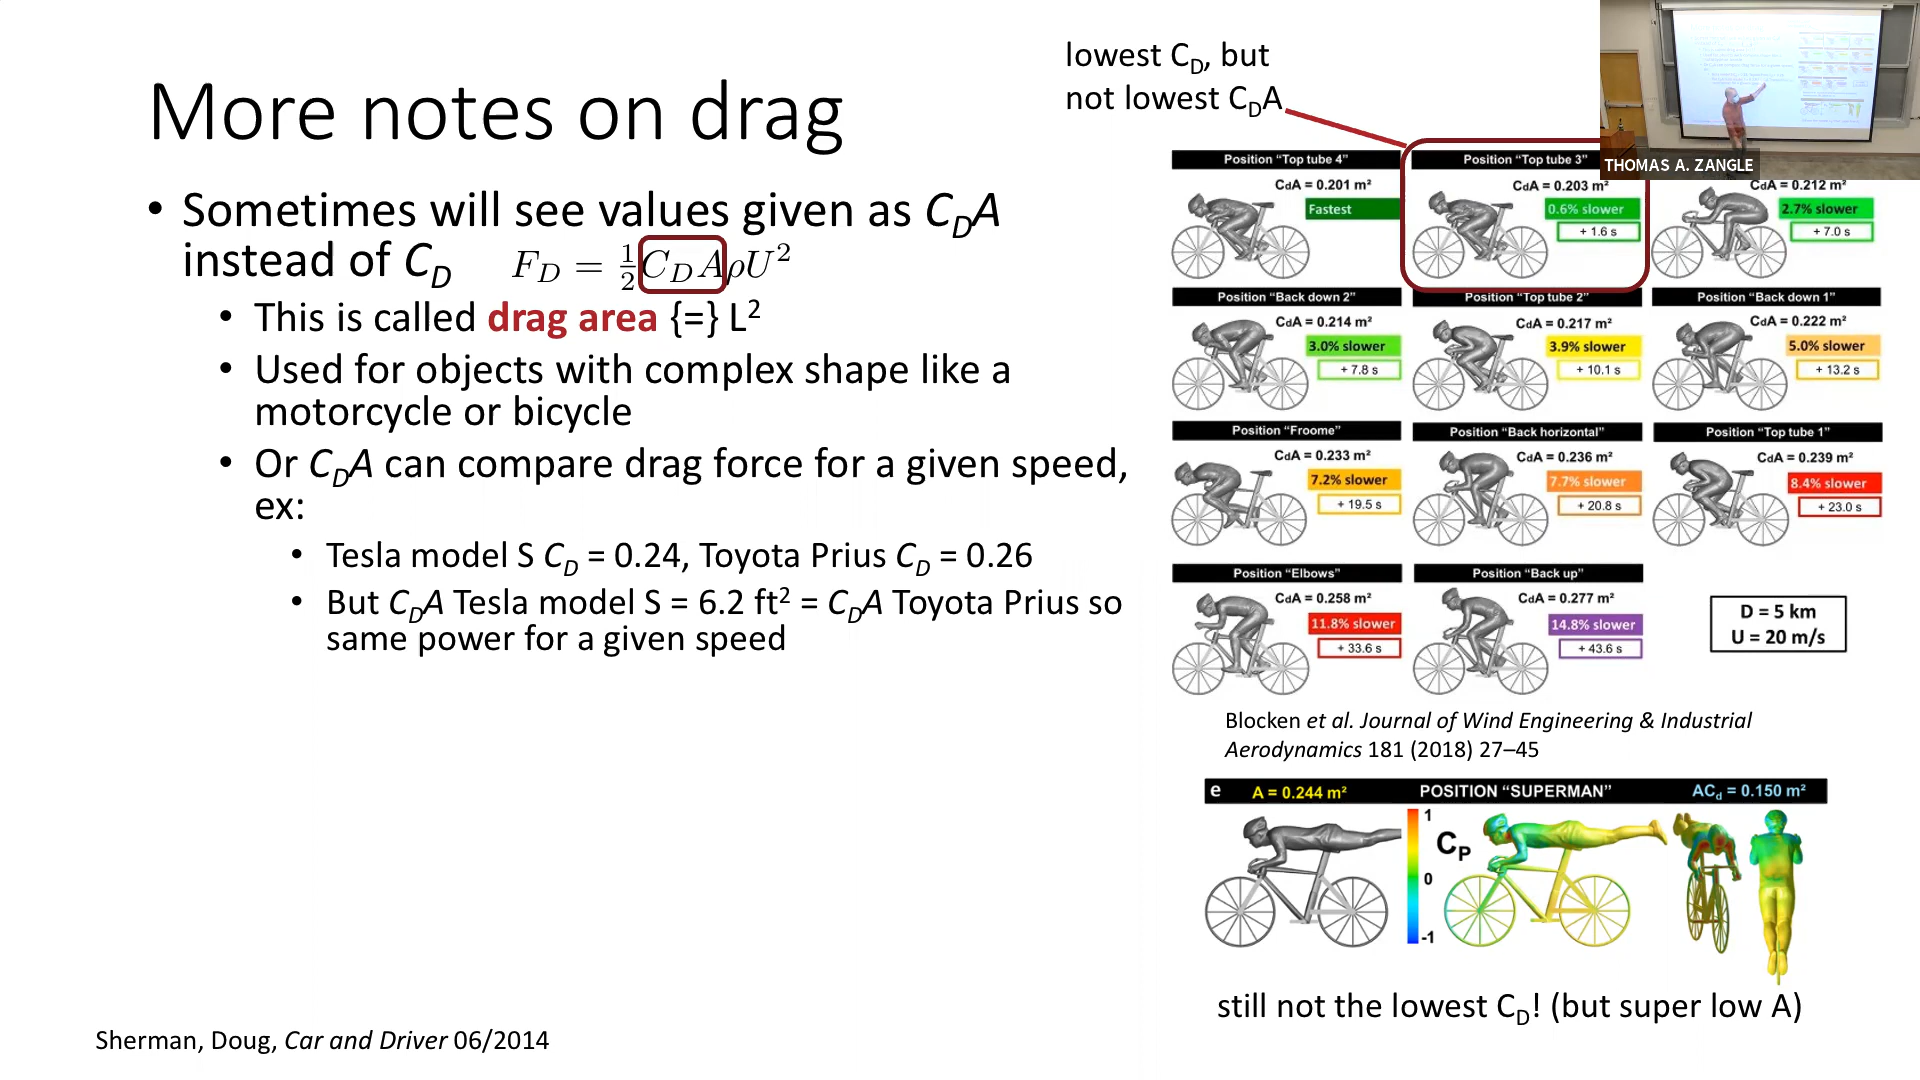 More notes on drag
• Sometimes will see values given as C_DA
instead of C_D F_D = ½C_DAρU²
• This is called drag area {=} L²
• Used for objects with complex shape like a
motorcycle or bicycle
• Or C_DA can compare drag force for a given speed,
ex:
• Tesla model S C_D = 0.24, Toyota Prius C_D = 0.26
• But C_DA Tesla model S = 6.2 ft² = C_DA Toyota Prius so
same power for a given speed
Sherman, Doug, Car and Driver 06/2014
lowest C_D, but
not lowest C_DA
THOMAS A. ZANGLE
Position “Top tube 4”
CdA = 0.201 m²
Fastest
Position “Top tube 3”
CdA = 0.203 m²
0.6% slower
+ 1.6 s
CdA = 0.212 m²
2.7% slower
+ 7.0 s
Position “Back down 2”
CdA = 0.214 m²
3.0% slower
+ 7.8 s
Position “Top tube 2”
CdA = 0.217 m²
3.9% slower
+ 10.1 s
Position “Back down 1”
CdA = 0.222 m²
5.0% slower
+ 13.2 s
Position “Froome”
CdA = 0.233 m²
7.2% slower
+ 19.5 s
Position “Back horizontal”
CdA = 0.236 m²
7.7% slower
+ 20.8 s
Position “Top tube 1”
CdA = 0.239 m²
8.4% slower
+ 23.0 s
Position “Elbows”
CdA = 0.258 m²
11.8% slower
+ 33.6 s
Position “Back up”
CdA = 0.277 m²
14.8% slower
+ 43.6 s
D = 5 km
U = 20 m/s
Blocken et al. Journal of Wind Engineering & Industrial
Aerodynamics 181 (2018) 27–45
e A = 0.244 m² POSITION “SUPERMAN” AC_d = 0.150 m²
1
C_P
0
-1
still not the lowest C_D! (but super low A)